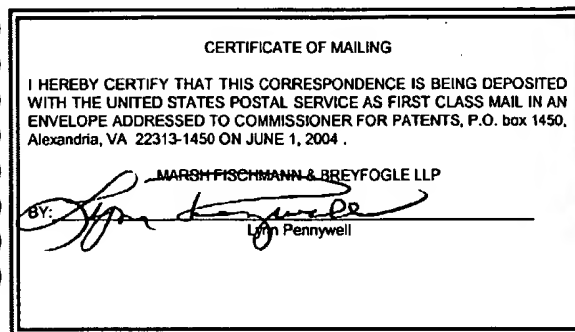 CERTIFICATE OF MAILING
I HEREBY CERTIFY THAT THIS CORRESPONDENCE IS BEING DEPOSITED
WITH THE UNITED STATES POSTAL SERVICE AS FIRST CLASS MAIL IN AN
ENVELOPE ADDRESSED TO COMMISSIONER FOR PATENTS, P.O. box 1450,
Alexandria, VA 22313-1450 ON JUNE 1, 2004 .
MARSH FISCHMANN & BREYFOGLE LLP
BY: Lynn Pennywell
Lynn Pennywell